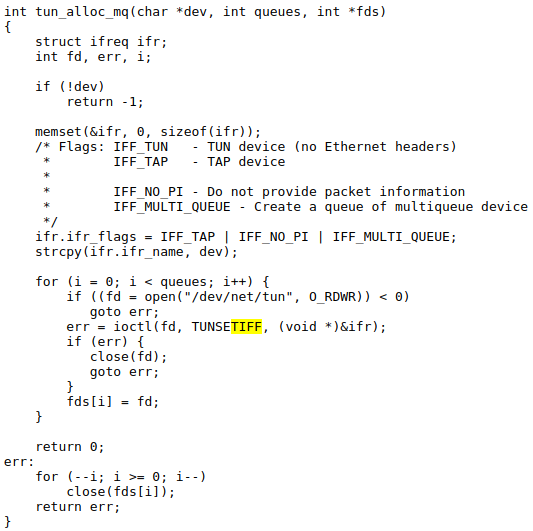 int tun_alloc_mq(char *dev, int queues, int *fds)
{
    struct ifreq ifr;
    int fd, err, i;

    if (!dev)
        return -1;

    memset(&ifr, 0, sizeof(ifr));
    /* Flags: IFF_TUN   - TUN device (no Ethernet headers)
     *        IFF_TAP   - TAP device
     *
     *        IFF_NO_PI - Do not provide packet information
     *        IFF_MULTI_QUEUE - Create a queue of multiqueue device
     */
    ifr.ifr_flags = IFF_TAP | IFF_NO_PI | IFF_MULTI_QUEUE;
    strcpy(ifr.ifr_name, dev);

    for (i = 0; i < queues; i++) {
        if ((fd = open("/dev/net/tun", O_RDWR)) < 0)
           goto err;
        err = ioctl(fd, TUNSETIFF, (void *)&ifr);
        if (err) {
           close(fd);
           goto err;
        }
        fds[i] = fd;
    }

    return 0;
err:
    for (--i; i >= 0; i--)
        close(fds[i]);
    return err;
}